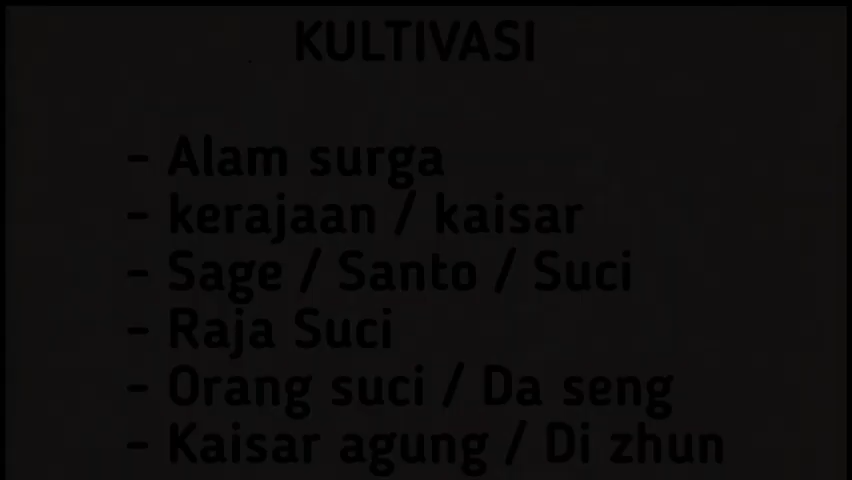 KULTIVASI
- Alam surga
- kerajaan / kaisar
- Sage / Santo / Suci
- Raja Suci
- Orang suci / Da seng
- Kaisar agung / Di zhun